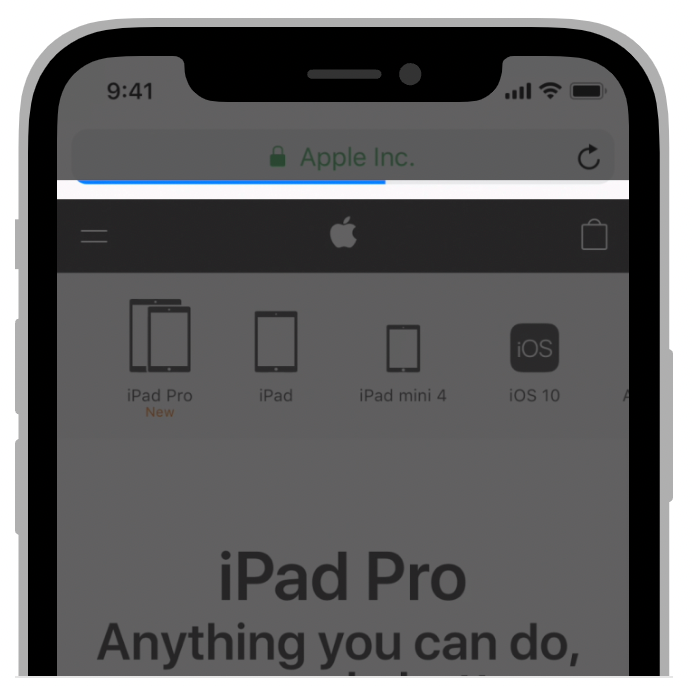 9:41
Apple Inc.
iPad Pro
New
iPad
iPad mini 4
iOS
iOS 10
iPad Pro
Anything you can do,